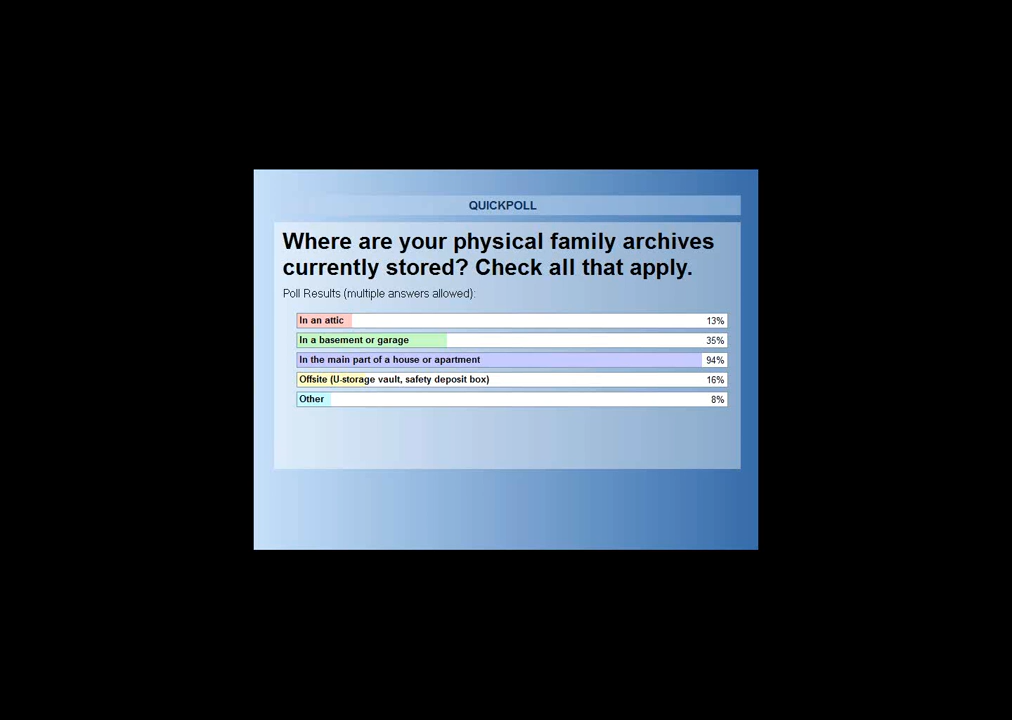 QUICKPOLL
Where are your physical family archives
currently stored? Check all that apply.
Poll Results (multiple answers allowed):
In an attic 13%
In a basement or garage 35%
In the main part of a house or apartment 94%
Offsite (U-storage vault, safety deposit box) 16%
Other 8%